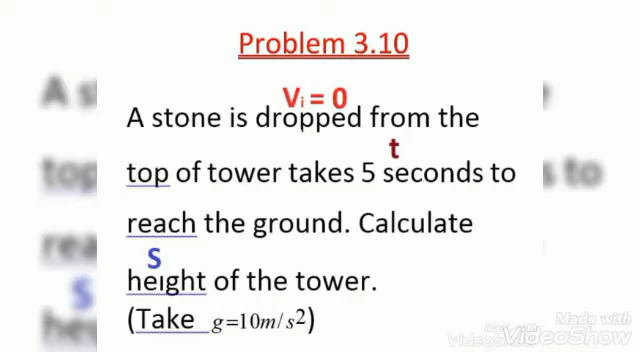 Problem 3.10
Vi = 0
A stone is dropped from the
t
top of tower takes 5 seconds to
reach the ground. Calculate
S
height of the tower.
(Take g=10m/s²)
Made with
VideoShow